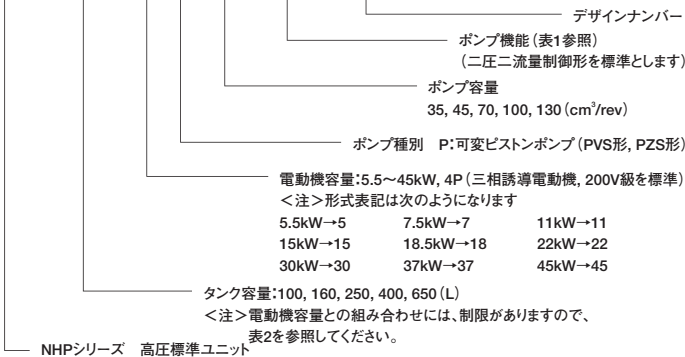 デザインナンバー
ポンプ機能(表1参照)
(二圧二流量制御形を標準とします)
ポンプ容量
35, 45, 70, 100, 130(cm³/rev)
ポンプ種別 P:可変ピストンポンプ(PVS形, PZS形)
電動機容量:5.5〜45kW, 4P(三相誘導電動機, 200V級を標準)
<注>形式表記は次のようになります
5.5kW→5 7.5kW→7 11kW→11
15kW→15 18.5kW→18 22kW→22
30kW→30 37kW→37 45kW→45
タンク容量:100, 160, 250, 400, 650(L)
<注>電動機容量との組み合わせには、制限がありますので、
表2を参照してください。
NHPシリーズ 高圧標準ユニット